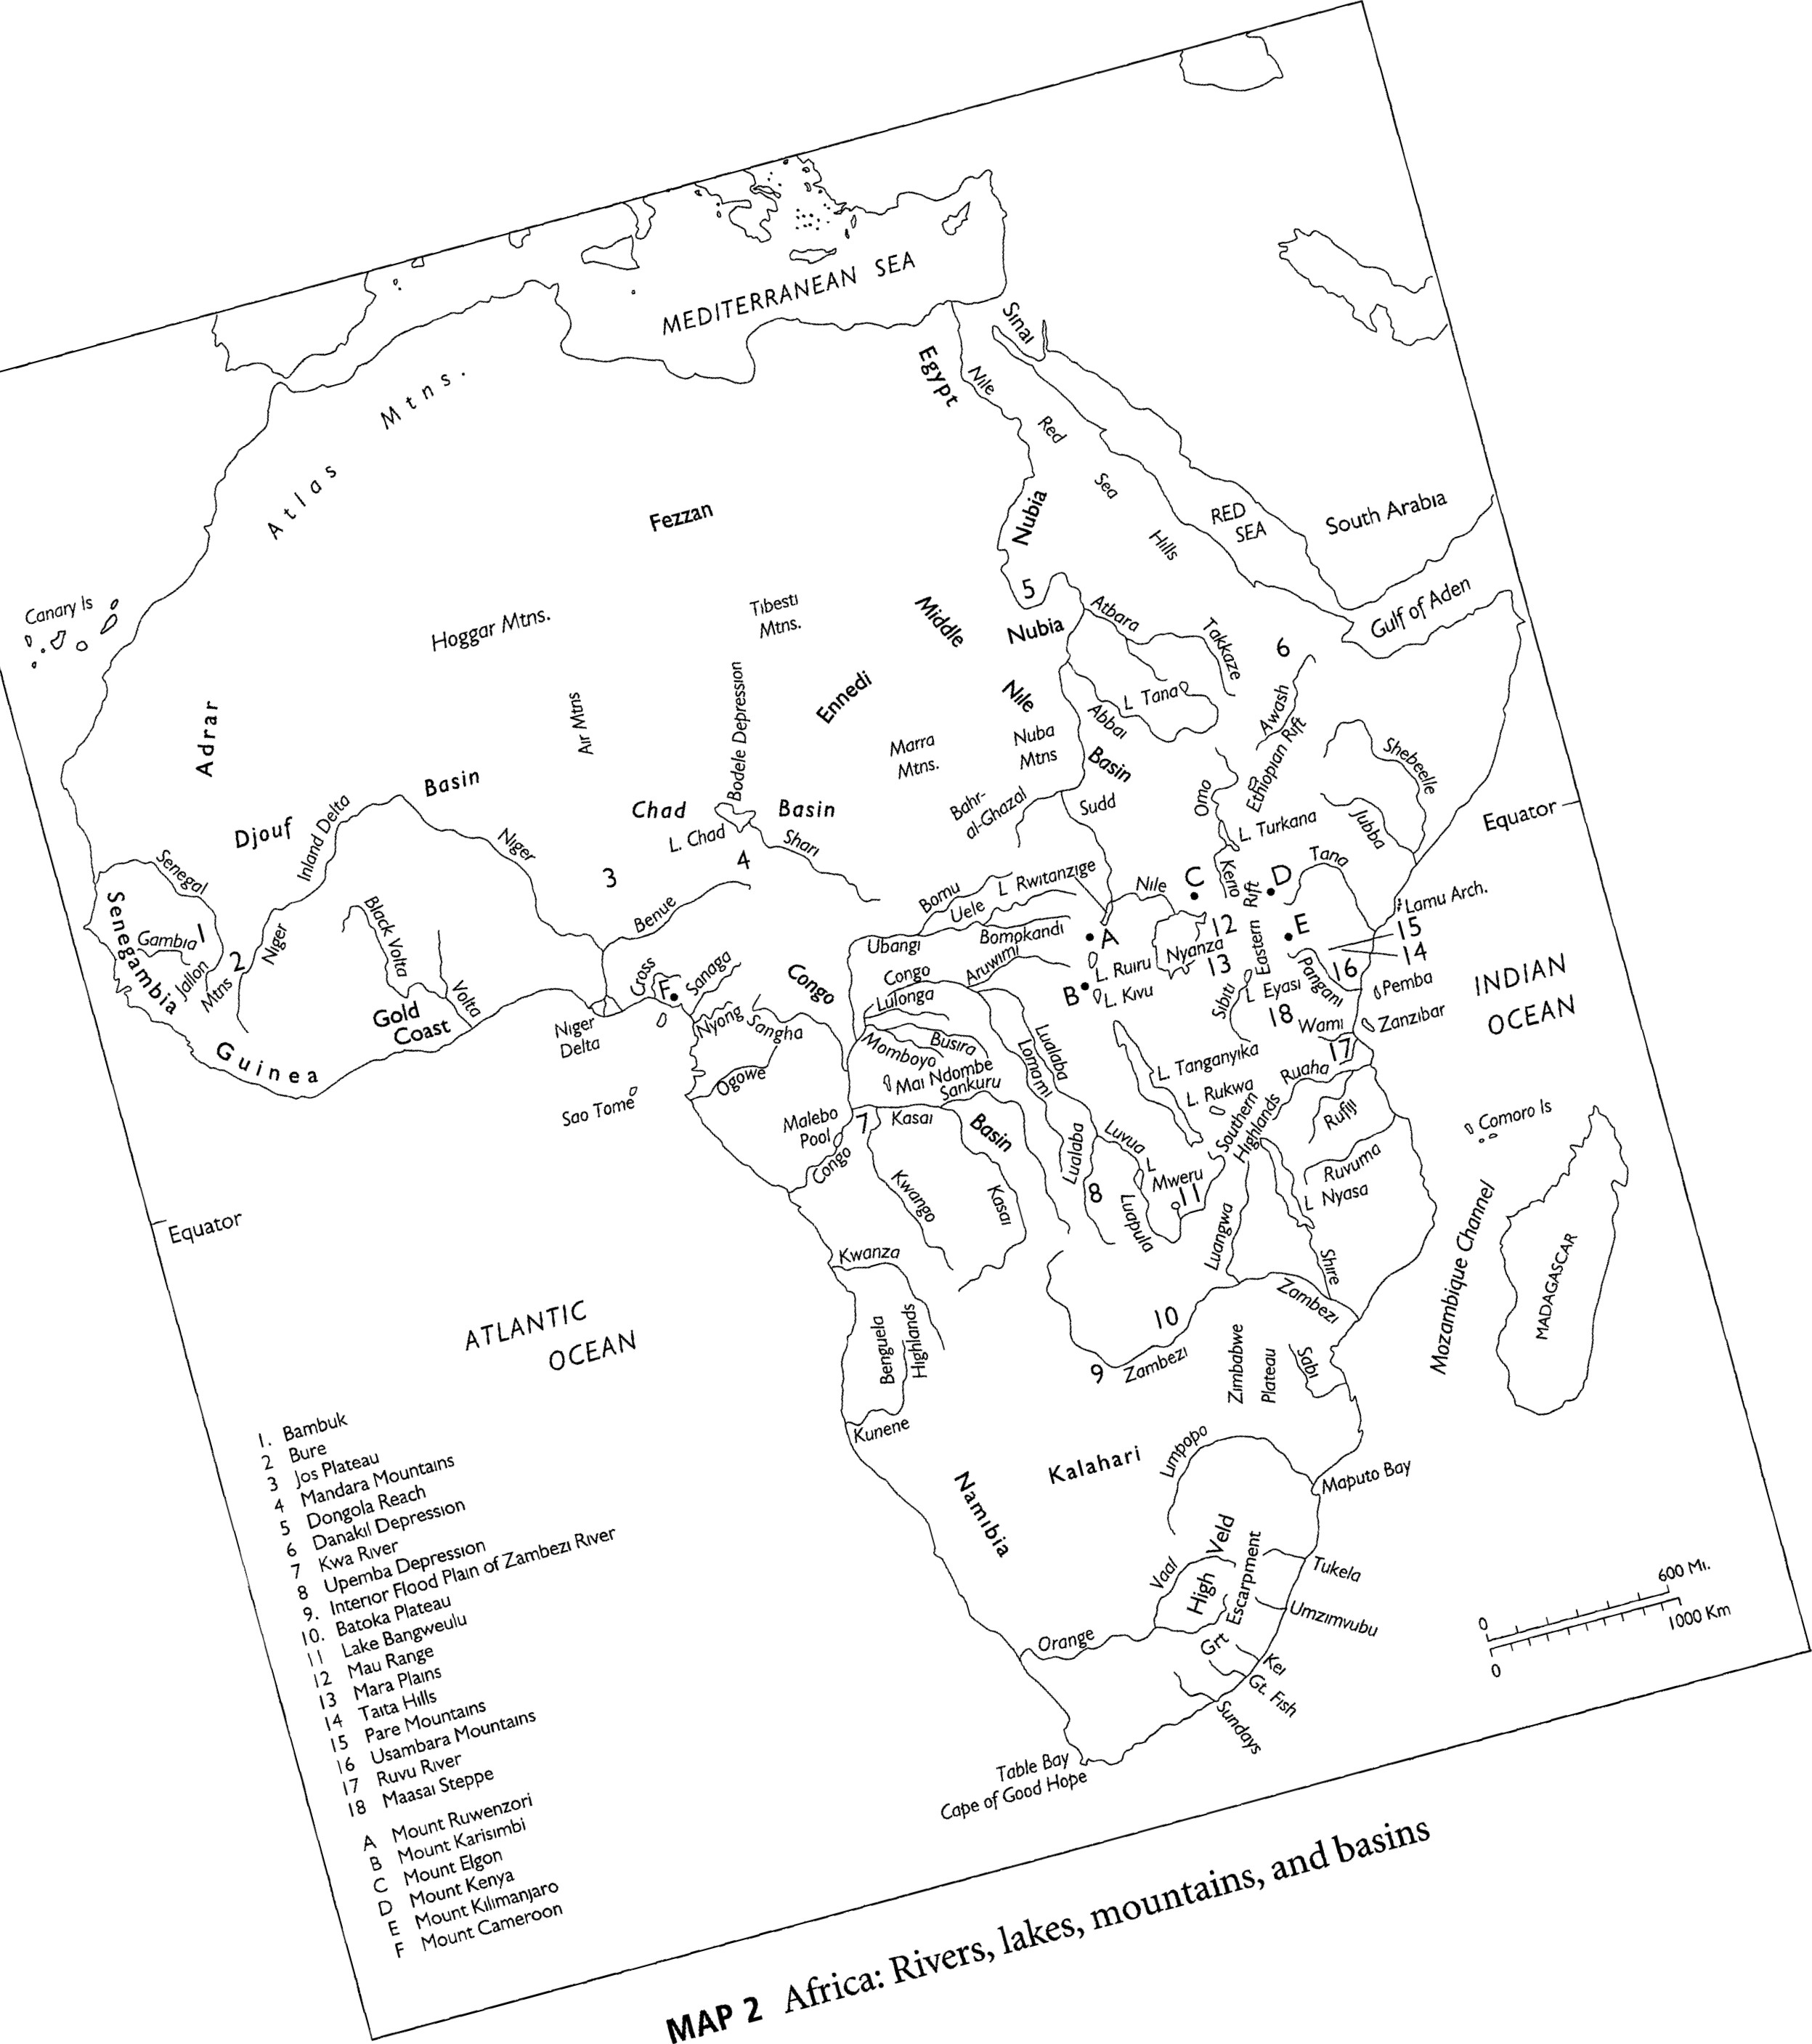 MEDITERRANEAN SEA
Sinai
Egypt
Nile
Atlas Mtns.
Red Sea Hills
Fezzan
Nubia
RED
SEA
South Arabia
Canary Is
Hoggar Mtns.
Tibesti
Mtns.
Middle Nile Basin
5
Nubia
Atbara
Takkaze
6
Gulf of Aden
Adrar
Air Mtns
Bodele Depression
Ennedi
L Tana
Abbai
Awash
Ethiopian Rift
Marra
Mtns.
Nuba
Mtns
Shebeelle
Djouf
Inland Delta
Basin
Niger
Chad
Basin
L. Chad
Shari
Bahr-
al-Ghazal
Sudd
Omo
L. Turkana
Jubba
Equator
Senegal
Senegambia
Gambia
1
Jallon
Mtns
2
Niger
Black Volta
Volta
3
4
Benue
Bomu
L Rwitanzige
Uele
Nile
C
Keno
Eastern Rift
D
Tana
Lamu Arch.
Ubangi
Bomokandi
A
12
E
15
14
Gold
Coast
Guinea
Niger
Delta
Cross
F
Sanaga
Nyong
Sangha
Congo Basin
Congo
Aruwimi
L. Ruiru
Nyanza
13
Pangani
16
Pemba
INDIAN
OCEAN
Lulonga
B
L. Kivu
Sibiti
L Eyasi
18
Wami
Zanzibar
Busira
Momboyo
Lomami
Lualaba
L. Tanganyika
17
Ruaha
Ogowe
Sao Tome
Mai Ndombe
Sankuru
L. Rukwa
Southern
Highlands
Rufiji
Comoro Is
Malebo
Pool
7
Kasai
Congo
Luvua
Lualaba
L
Mweru
Ruvuma
Kwango
Kasai
8
Luapula
11
Luangwa
L Nyasa
Shire
Equator
Kwanza
Mozambique Channel
MADAGASCAR
ATLANTIC
OCEAN
Benguela
Highlands
10
Zambezi
9
Zambezi
Zimbabwe
Plateau
Sabi
Kunene
Kalahari
Limpopo
Maputo Bay
Namibia
Vaal
High Veld
Grt Escarpment
Tukela
Umzimvubu
Orange
Kei
Gt. Fish
Sundays
Table Bay
Cape of Good Hope
0
600 Mi.
0
1000 Km
1. Bambuk
2 Bure
3 Jos Plateau
4 Mandara Mountains
5 Dongola Reach
6 Danakil Depression
7 Kwa River
8 Upemba Depression
9. Interior Flood Plain of Zambezi River
10. Batoka Plateau
11 Lake Bangweulu
12 Mau Range
13 Mara Plains
14 Taita Hills
15 Pare Mountains
16 Usambara Mountains
17 Ruvu River
18 Maasai Steppe
A Mount Ruwenzori
B Mount Karisimbi
C Mount Elgon
D Mount Kenya
E Mount Kilimanjaro
F Mount Cameroon
MAP 2 Africa: Rivers, lakes, mountains, and basins